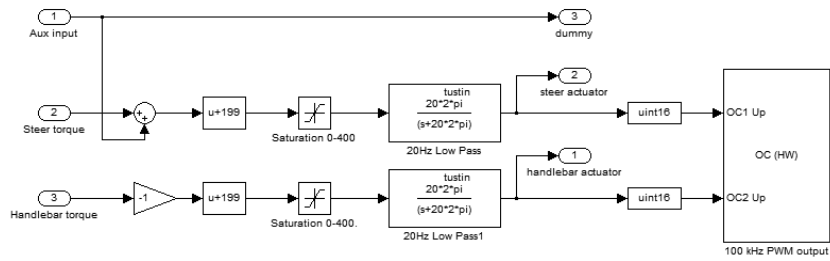 1
Aux input
3
dummy
2
Steer torque
+
+
u+199
Saturation 0-400
tustin
20*2*pi
(s+20*2*pi)
20Hz Low Pass
2
steer actuator
uint16
OC1 Up
OC (HW)
3
Handlebar torque
-1
u+199
Saturation 0-400.
tustin
20*2*pi
(s+20*2*pi)
20Hz Low Pass1
1
handlebar actuator
uint16
OC2 Up
100 kHz PWM output